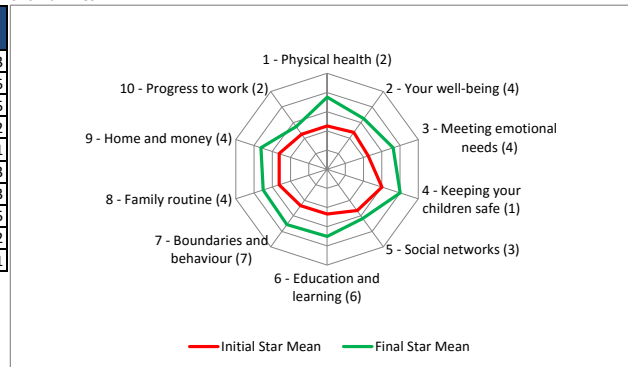 1 - Physical health (2)
10 - Progress to work (2)
2 - Your well-being (4)
9 - Home and money (4)
3 - Meeting emotional
needs (4)
8 - Family routine (4)
4 - Keeping your
children safe (1)
7 - Boundaries and
behaviour (7)
5 - Social networks (3)
6 - Education and
learning (6)
Initial Star Mean
Final Star Mean